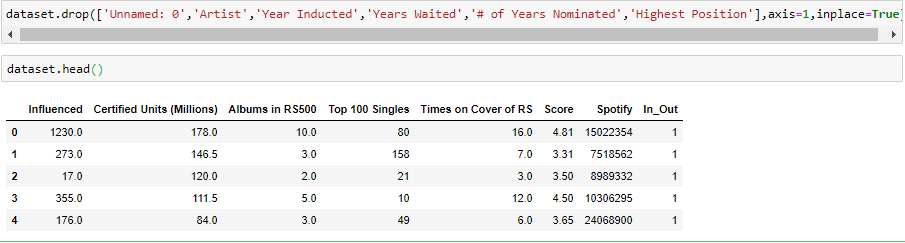 dataset.drop(['Unnamed: 0','Artist','Year Inducted','Years Waited','# of Years Nominated','Highest Position'],axis=1,inplace=True)
dataset.head()
Influenced Certified Units (Millions) Albums in RS500 Top 100 Singles Times on Cover of RS Score Spotify In_Out
0 1230.0 178.0 10.0 80 16.0 4.81 15022354 1
1 273.0 146.5 3.0 158 7.0 3.31 7518562 1
2 17.0 120.0 2.0 21 3.0 3.50 8989332 1
3 355.0 111.5 5.0 10 12.0 4.50 10306295 1
4 176.0 84.0 3.0 49 6.0 3.65 24068900 1